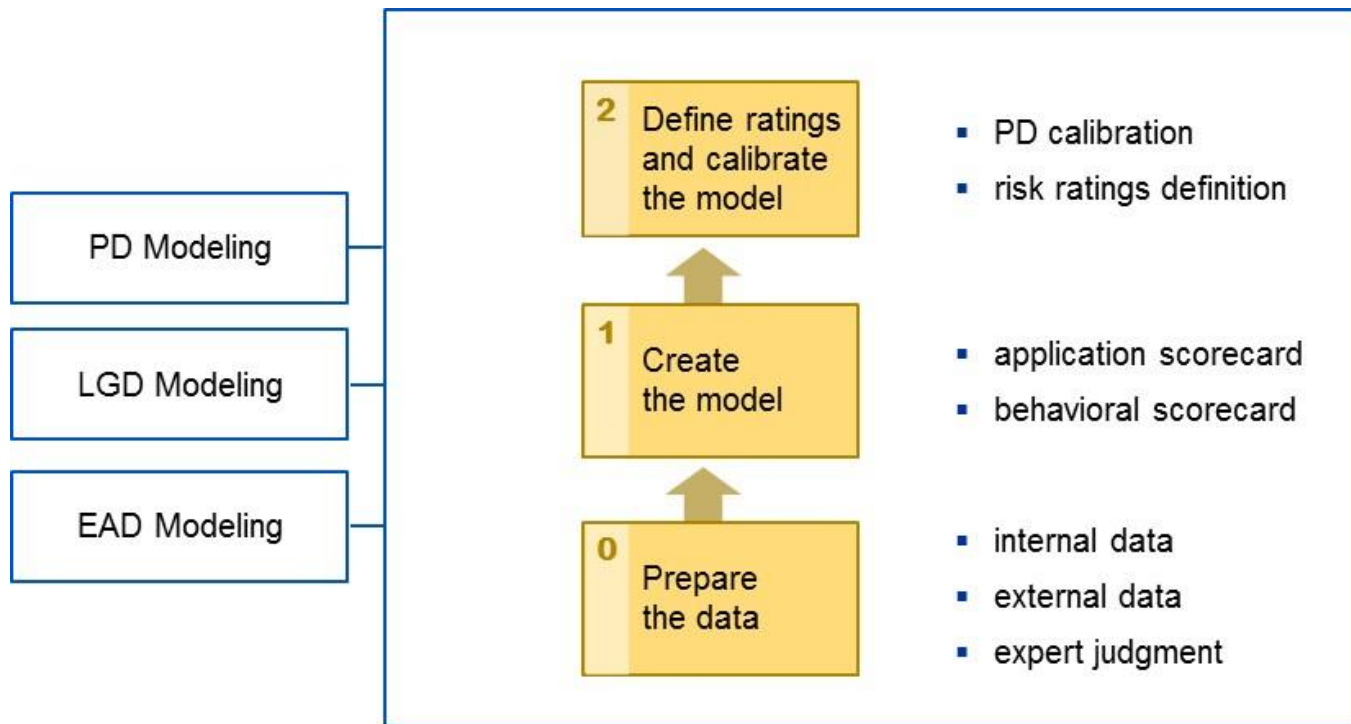 PD Modeling
LGD Modeling
EAD Modeling
2
Define ratings
and calibrate
the model
▪ PD calibration
▪ risk ratings definition
1
Create
the model
▪ application scorecard
▪ behavioral scorecard
0
Prepare
the data
▪ internal data
▪ external data
▪ expert judgment